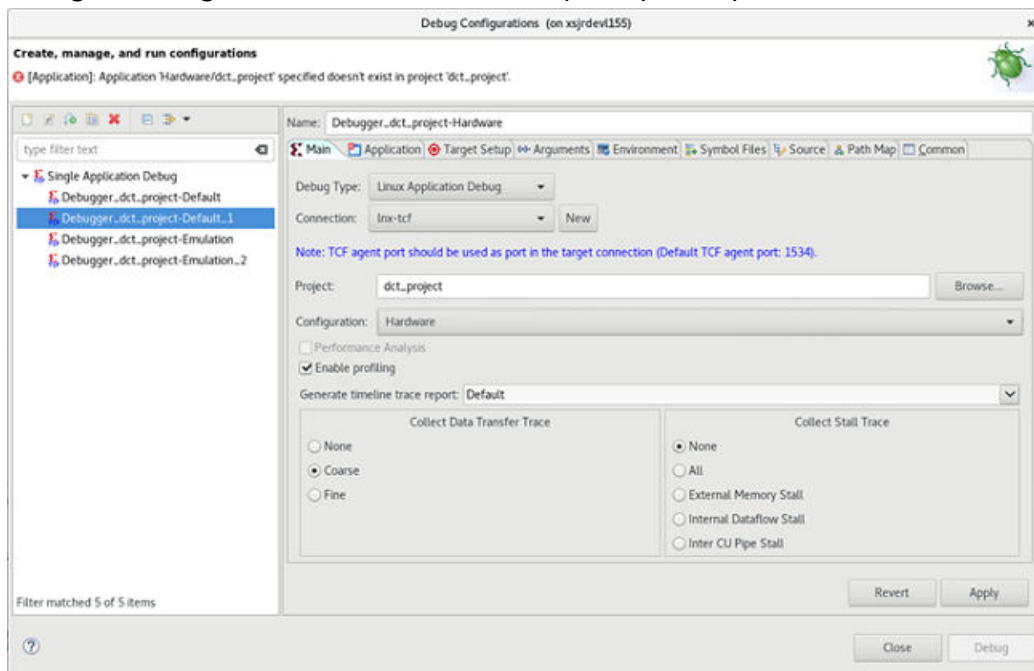 Debug Configurations (on xsjrdevl155)
Create, manage, and run configurations
[Application]: Application 'Hardware/dct_project' specified doesn't exist in project 'dct_project'.
Name: Debugger_dct_project-Hardware
type filter text
Main Application Target Setup Arguments Environment Symbol Files Source Path Map Common
Single Application Debug
Debugger_dct_project-Default
Debugger_dct_project-Default_1
Debugger_dct_project-Emulation
Debugger_dct_project-Emulation_2
Debug Type: Linux Application Debug
Connection: lnx-tcf New
Note: TCF agent port should be used as port in the target connection (Default TCF agent port: 1534).
Project: dct_project Browse...
Configuration: Hardware
Performance Analysis
Enable profiling
Generate timeline trace report: Default
Collect Data Transfer Trace
None
Coarse
Fine
Collect Stall Trace
None
All
External Memory Stall
Internal Dataflow Stall
Inter CU Pipe Stall
Filter matched 5 of 5 items
Revert Apply
Close Debug